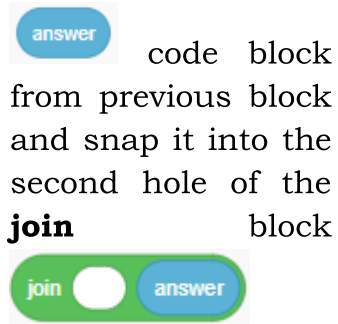 answer code block
from previous block
and snap it into the
second hole of the
join block
join answer